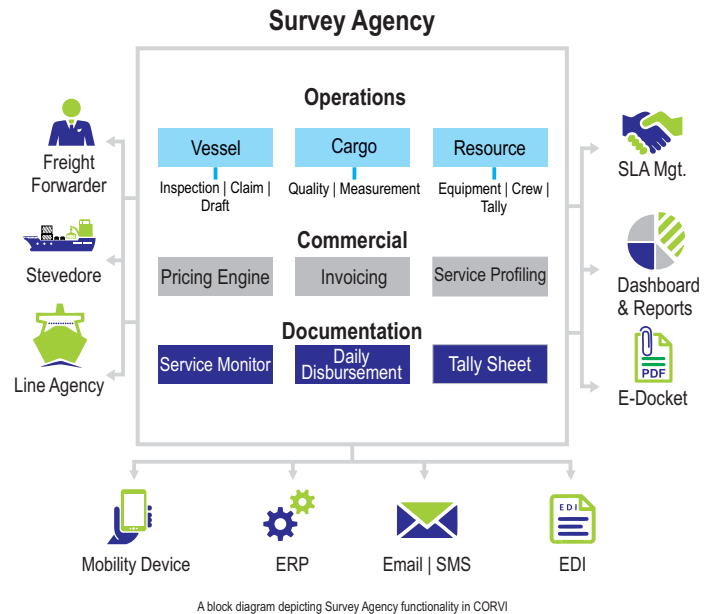 Survey Agency
Operations
Vessel
Cargo
Resource
Inspection | Claim |
Draft
Quality | Measurement
Equipment | Crew |
Tally
Commercial
Pricing Engine
Invoicing
Service Profiling
Documentation
Service Monitor
Daily
Disbursement
Tally Sheet
Freight
Forwarder
Stevedore
Line Agency
SLA Mgt.
Dashboard
& Reports
PDF
E-Docket
Mobility Device
ERP
Email | SMS
EDI
EDI
A block diagram depicting Survey Agency functionality in CORVI